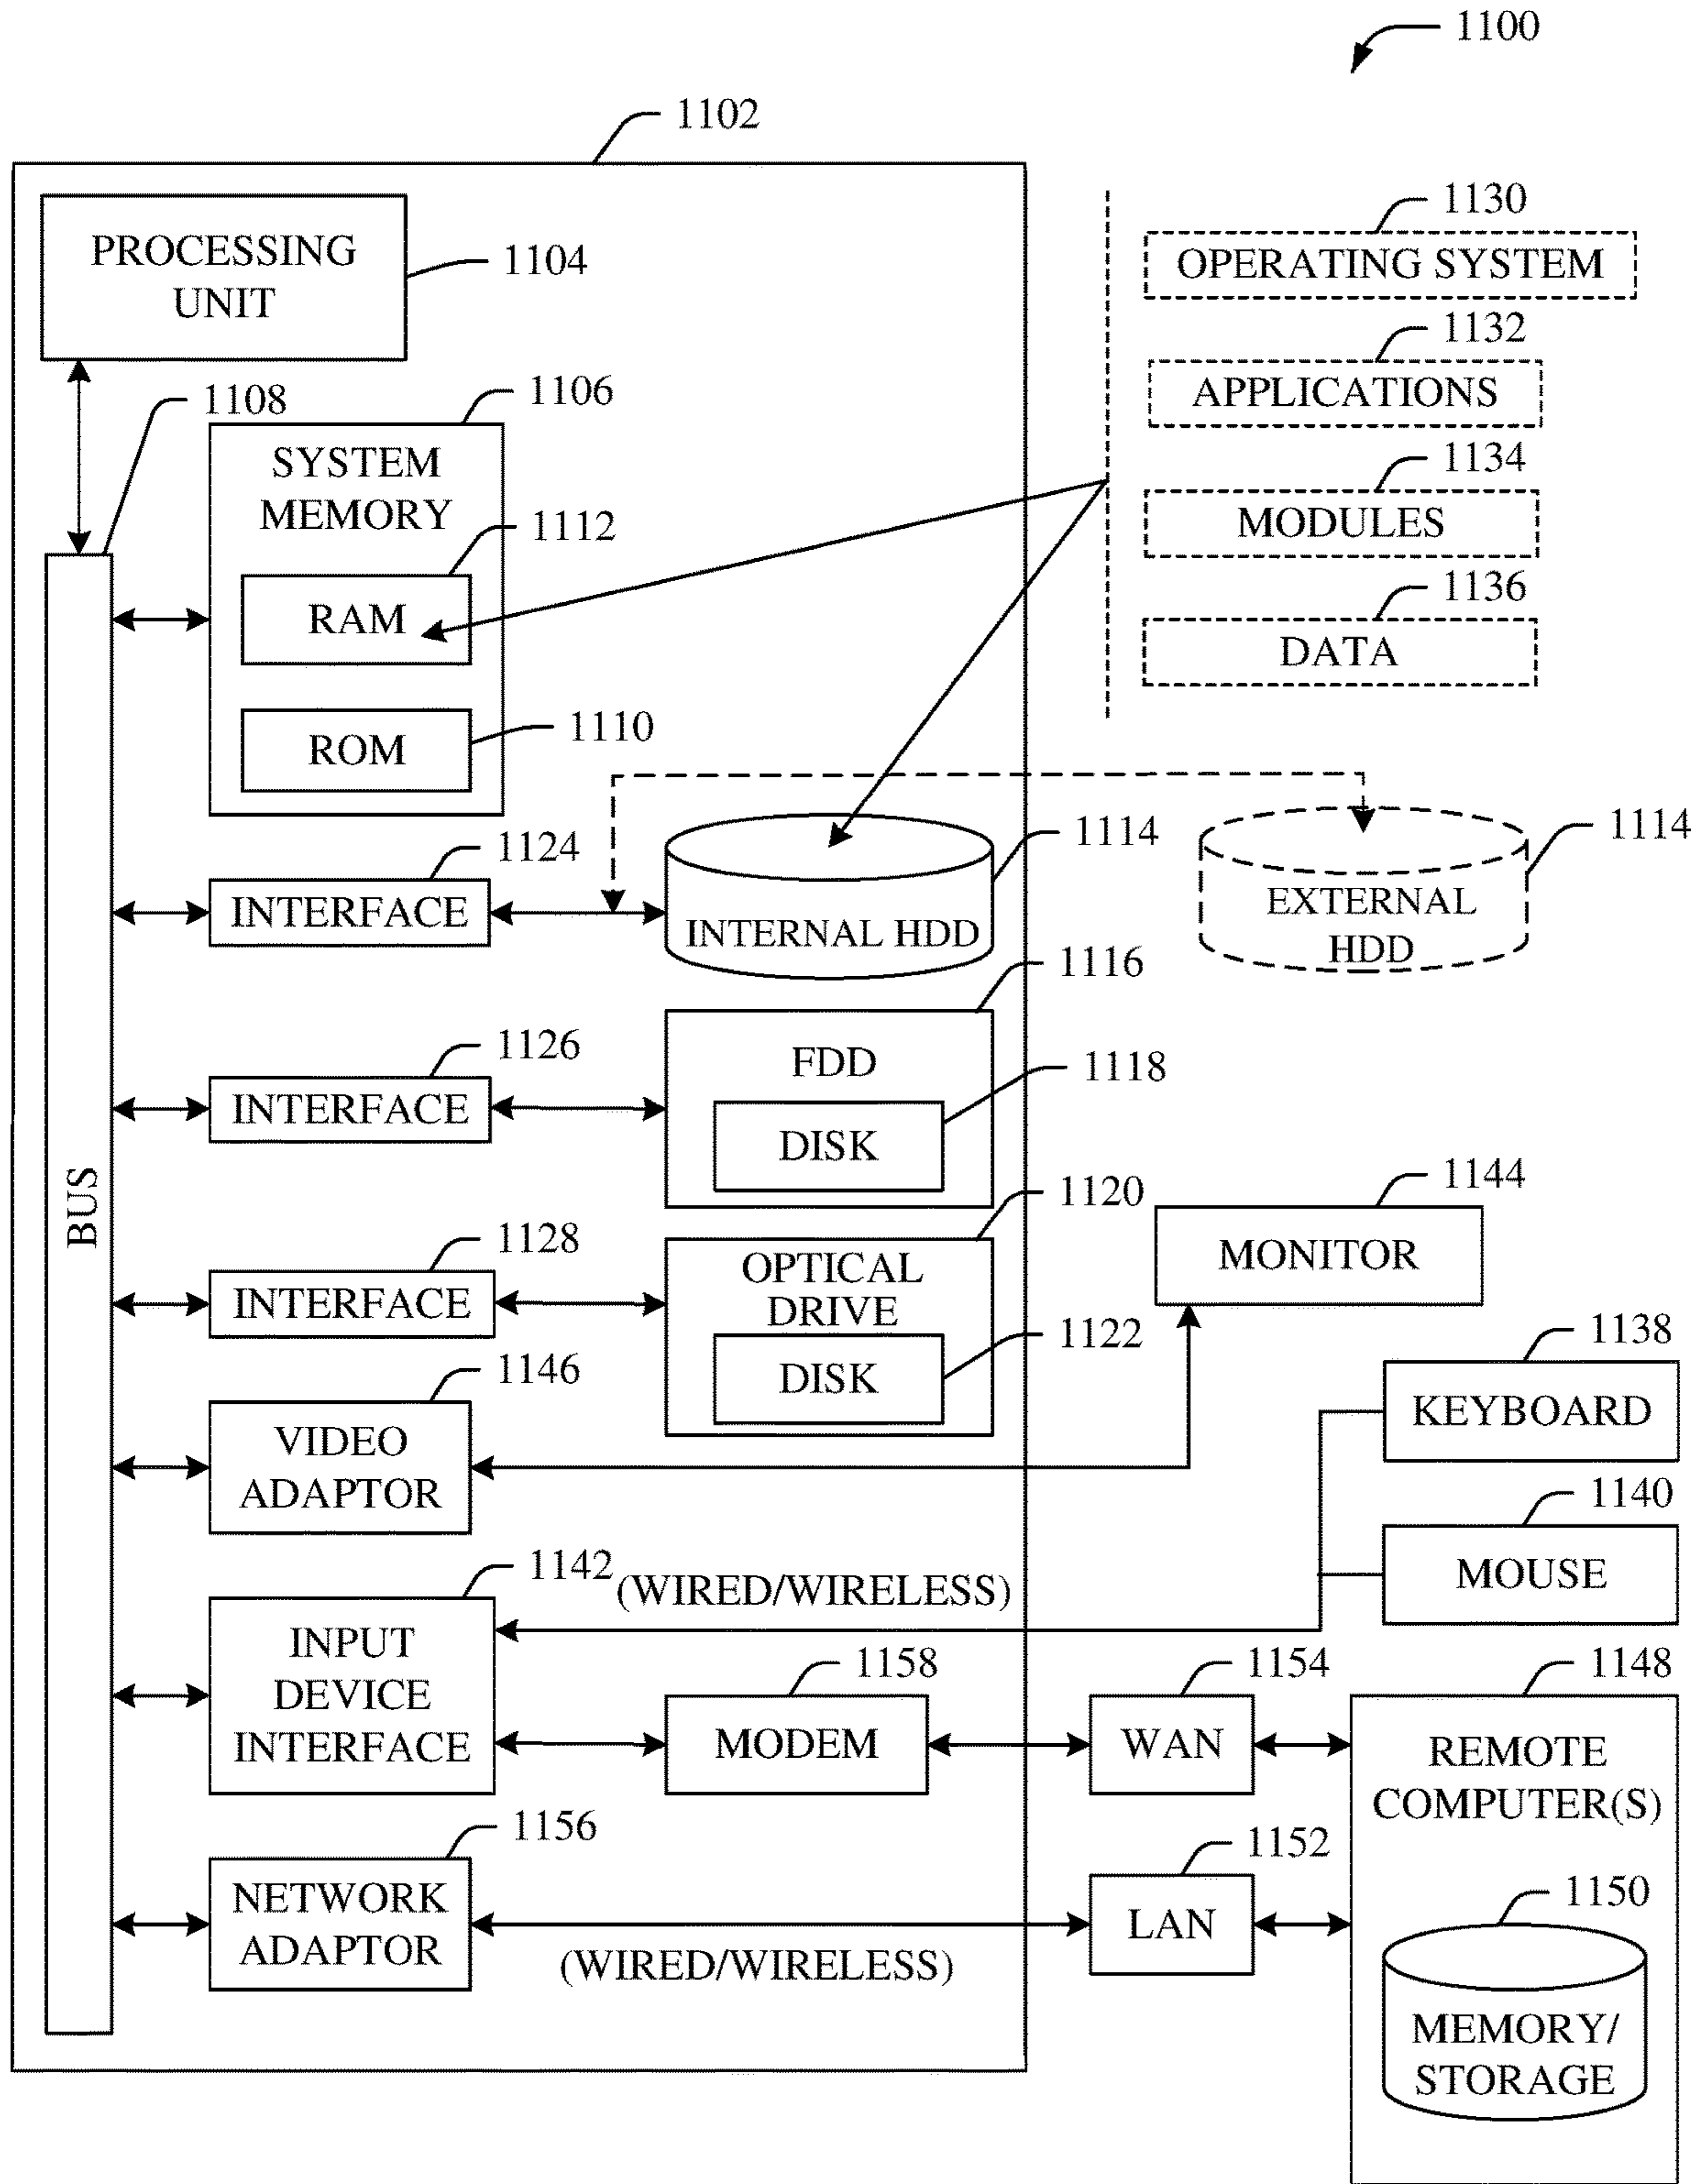 1100
1102
PROCESSING
UNIT
1104
1130
OPERATING SYSTEM
1132
APPLICATIONS
1134
MODULES
1136
DATA
1108
1106
SYSTEM
MEMORY
1112
RAM
1110
ROM
1124
INTERFACE
1114
INTERNAL HDD
1114
EXTERNAL
HDD
1126
INTERFACE
1116
FDD
1118
DISK
BUS
1128
INTERFACE
1120
OPTICAL
DRIVE
1122
DISK
1144
MONITOR
1146
VIDEO
ADAPTOR
1138
KEYBOARD
1140
MOUSE
1142
(WIRED/WIRELESS)
INPUT
DEVICE
INTERFACE
1158
MODEM
1154
WAN
1148
REMOTE
COMPUTER(S)
1156
NETWORK
ADAPTOR
(WIRED/WIRELESS)
1152
LAN
1150
MEMORY/
STORAGE